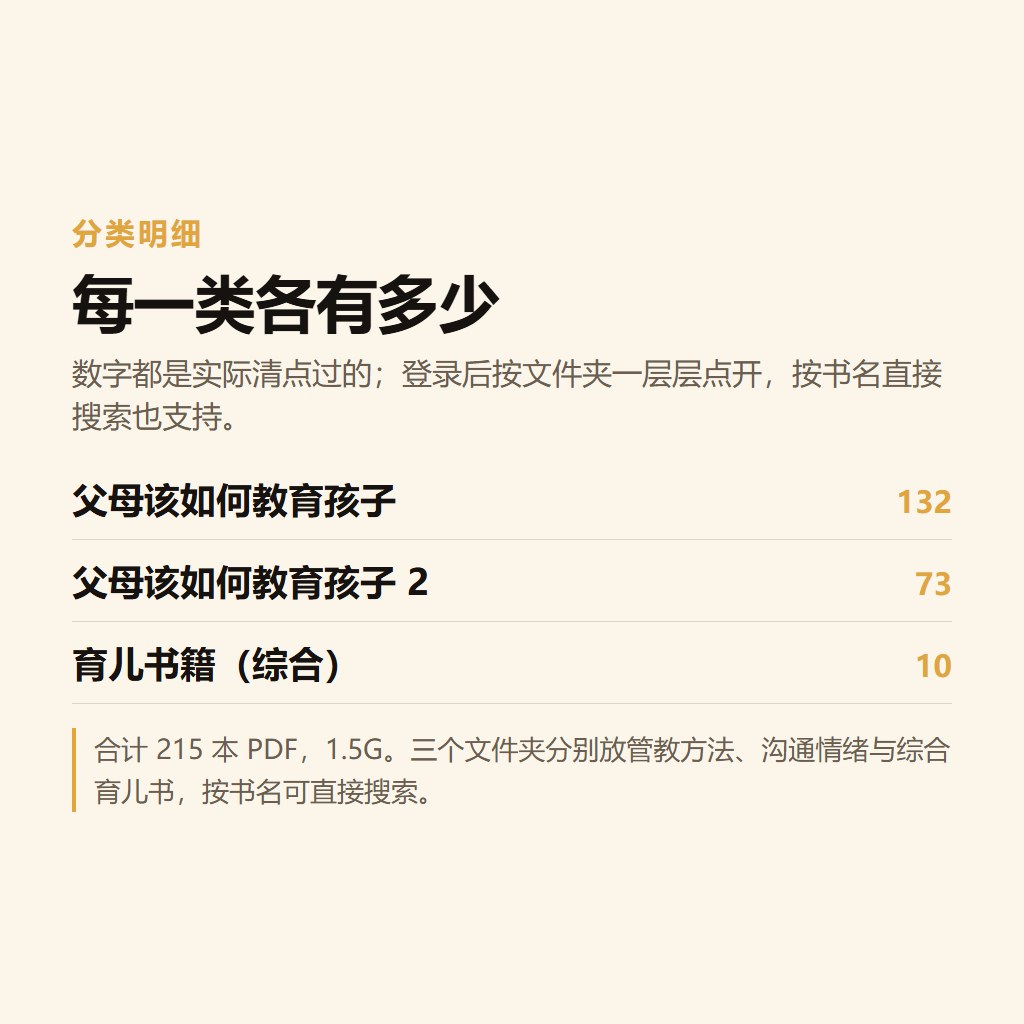 分类明细
每一类各有多少
数字都是实际清点过的；登录后按文件夹一层层点开，按书名直接
搜索也支持。
父母该如何教育孩子 132
父母该如何教育孩子 2 73
育儿书籍（综合） 10
合计 215 本 PDF，1.5G。三个文件夹分别放管教方法、沟通情绪与综合
育儿书，按书名可直接搜索。